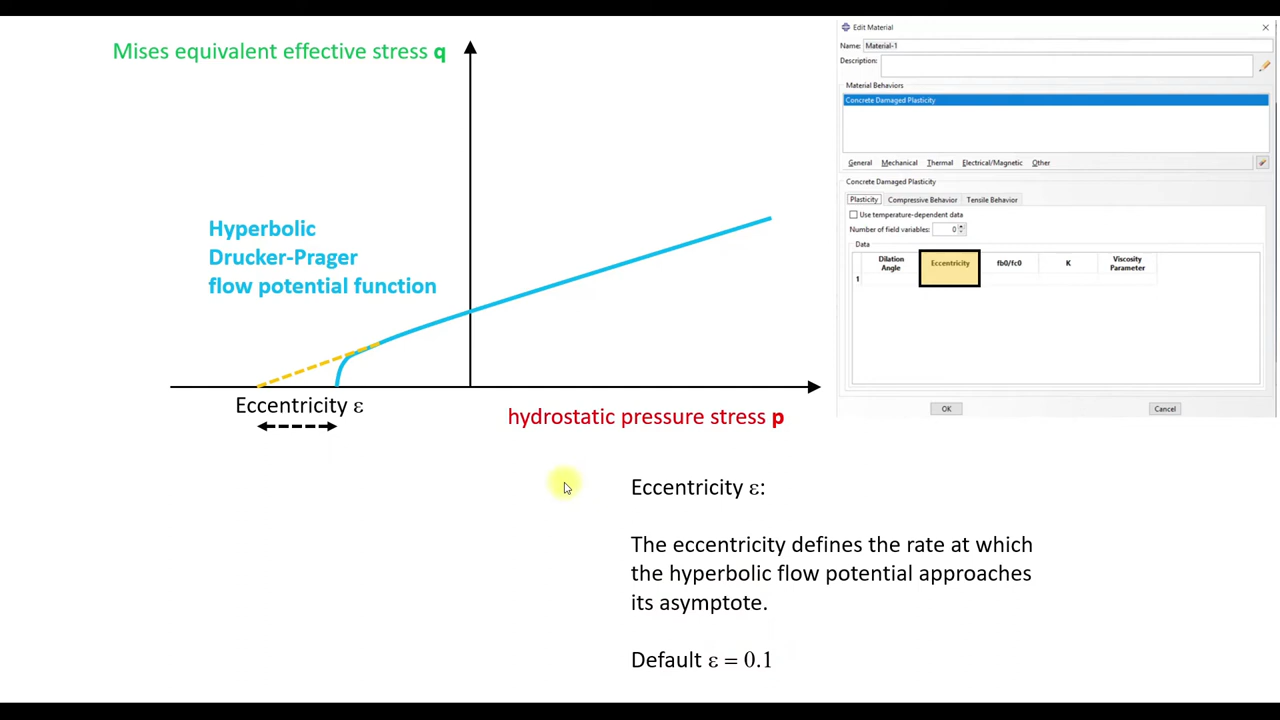 Mises equivalent effective stress q
Hyperbolic
Drucker-Prager
flow potential function
Eccentricity ε
hydrostatic pressure stress p
Edit Material
Name: Material-1
Description:
Material Behaviors
Concrete Damaged Plasticity
General Mechanical Thermal Electrical/Magnetic Other
Concrete Damaged Plasticity
Plasticity Compressive Behavior Tensile Behavior
Use temperature-dependent data
Number of field variables: 0
Data
Dilation Angle Eccentricity fb0/fc0 K Viscosity Parameter
1
OK Cancel
Eccentricity ε:
The eccentricity defines the rate at which
the hyperbolic flow potential approaches
its asymptote.
Default ε = 0.1